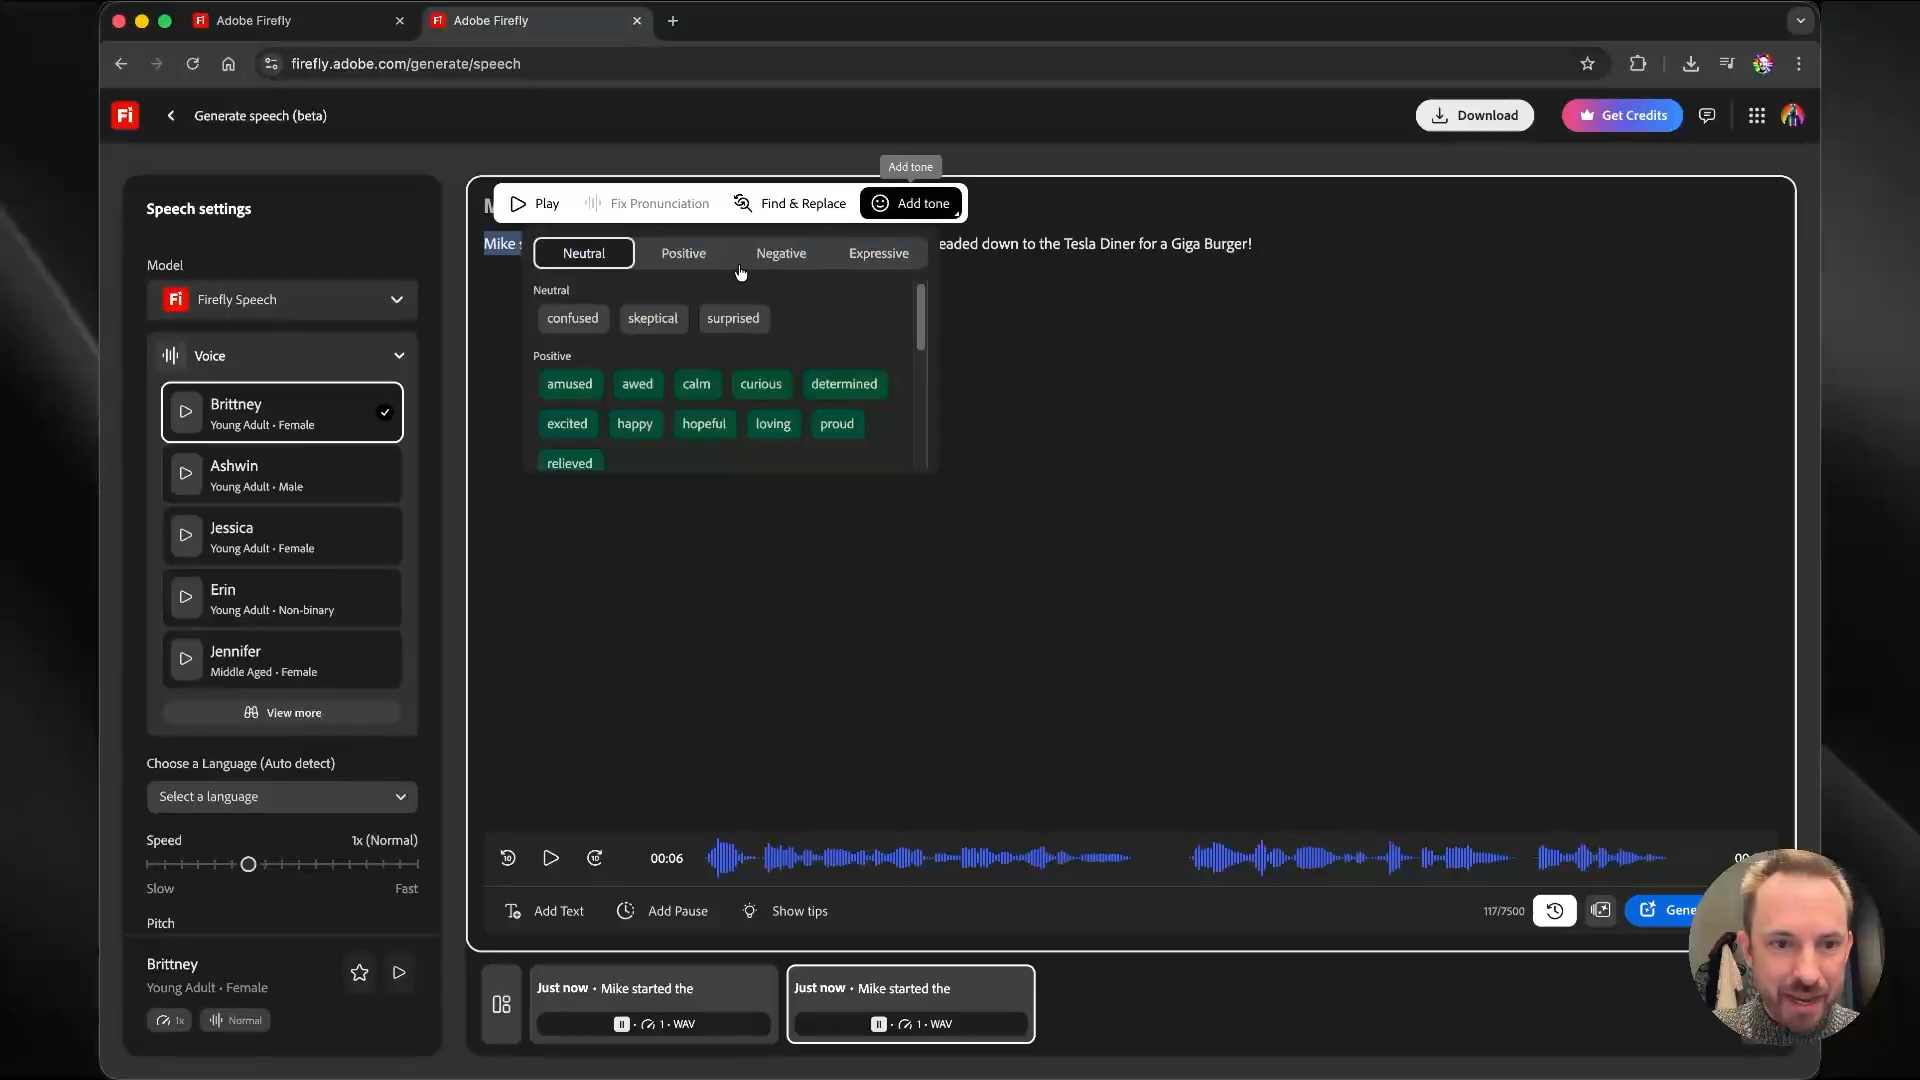 Adobe Firefly
Adobe Firefly
firefly.adobe.com/generate/speech
Fi
Generate speech (beta)
Download
Get Credits
Add tone
Speech settings
Play
Fix Pronunciation
Find & Replace
Add tone
Mike
eaded down to the Tesla Diner for a Giga Burger!
Neutral
Positive
Negative
Expressive
Model
Fi
Firefly Speech
Neutral
confused
skeptical
surprised
Voice
Positive
amused
awed
calm
curious
determined
excited
happy
hopeful
loving
proud
relieved
Brittney
Young Adult • Female
Ashwin
Young Adult • Male
Jessica
Young Adult • Female
Erin
Young Adult • Non-binary
Jennifer
Middle Aged • Female
View more
Choose a Language (Auto detect)
Select a language
Speed
1x (Normal)
Slow
Fast
Pitch
10
10
00:06
Add Text
Add Pause
Show tips
117/7500
Gene
Brittney
Young Adult • Female
1x
Normal
Just now • Mike started the
1 • WAV
Just now • Mike started the
1 • WAV